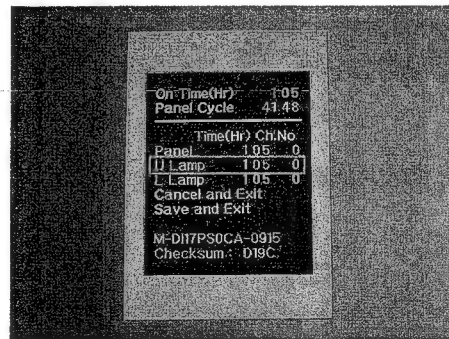 On Time(Hr) 1:05
Panel Cycle 41.48
Time(Hr) Ch.No
Panel 1:05 0
U Lamp 1:05 0
L Lamp 1:05 0
Cancel and Exit
Save and Exit
M-DI17PS0CA-0915
Checksum : D19C